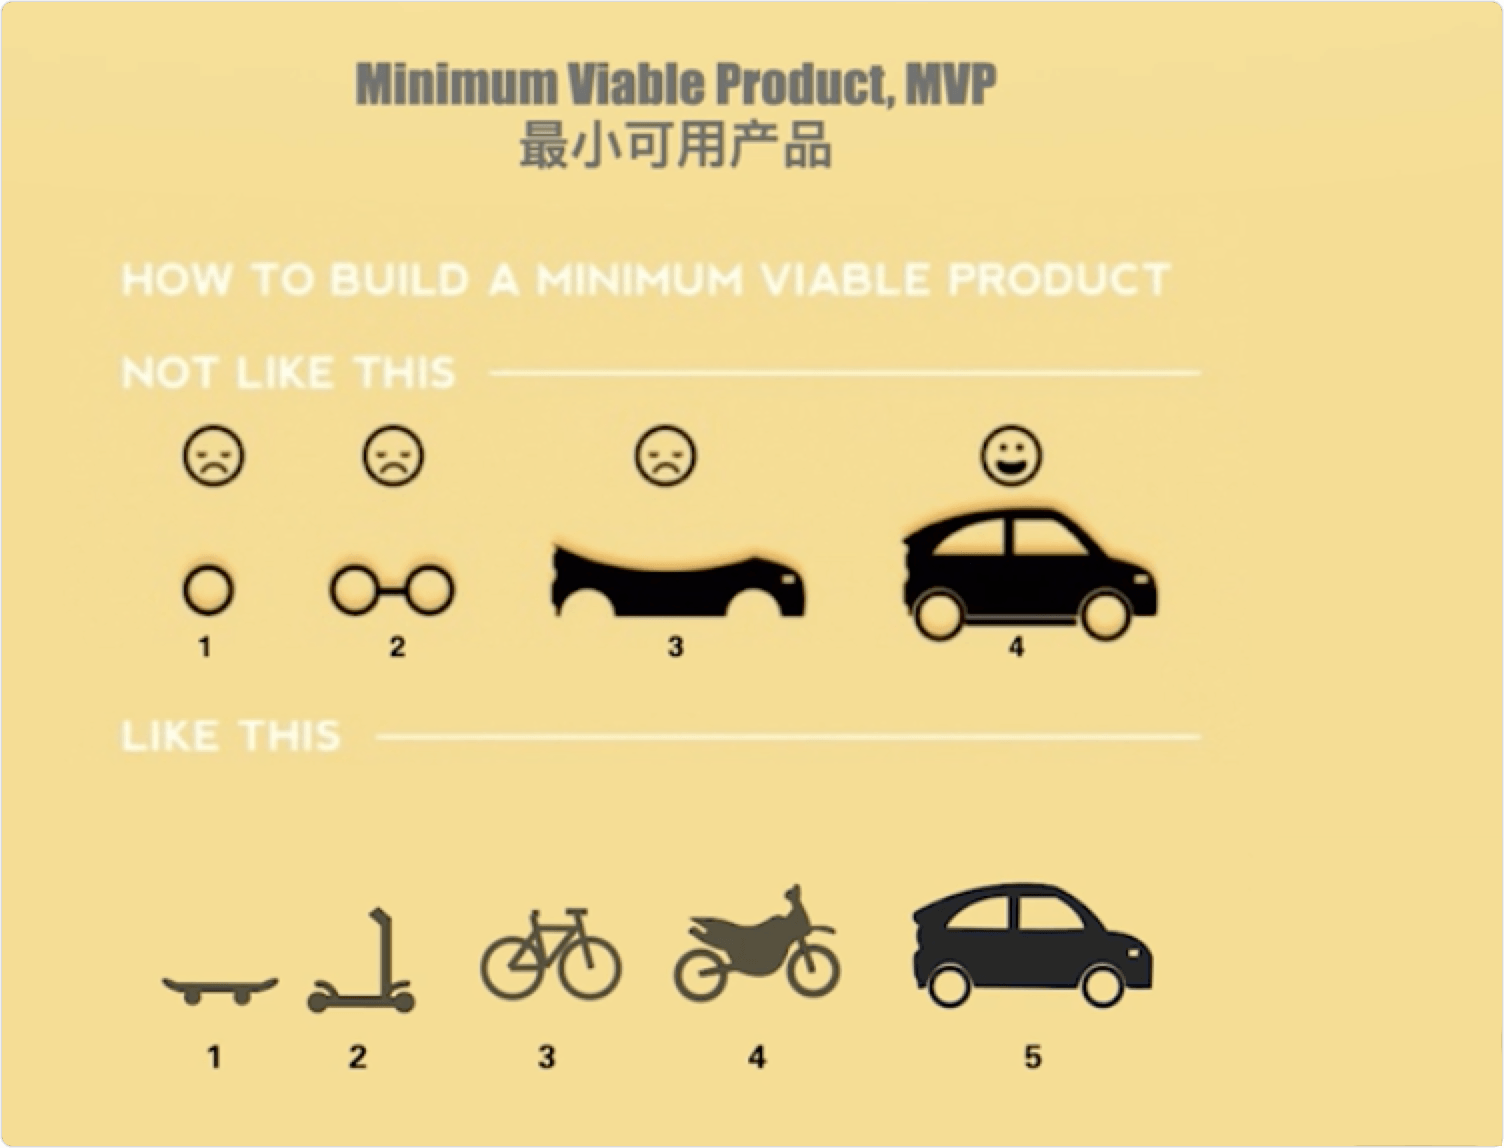 Minimum Viable Product, MVP
最小可用产品
HOW TO BUILD A MINIMUM VIABLE PRODUCT
NOT LIKE THIS
1 2 3 4
LIKE THIS
1 2 3 4 5